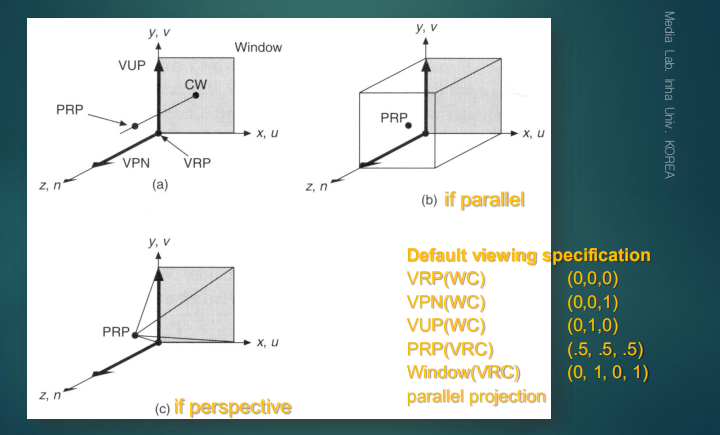 y, v
Window
VUP
CW
PRP
x, u
VPN
VRP
z, n
(a)
y, v
PRP
x, u
z, n
(b) if parallel
y, v
PRP
x, u
z, n
(c) if perspective
Default viewing specification
VRP(WC) (0,0,0)
VPN(WC) (0,0,1)
VUP(WC) (0,1,0)
PRP(VRC) (.5, .5, .5)
Window(VRC) (0, 1, 0, 1)
parallel projection
Media Lab. Inha Univ. KOREA